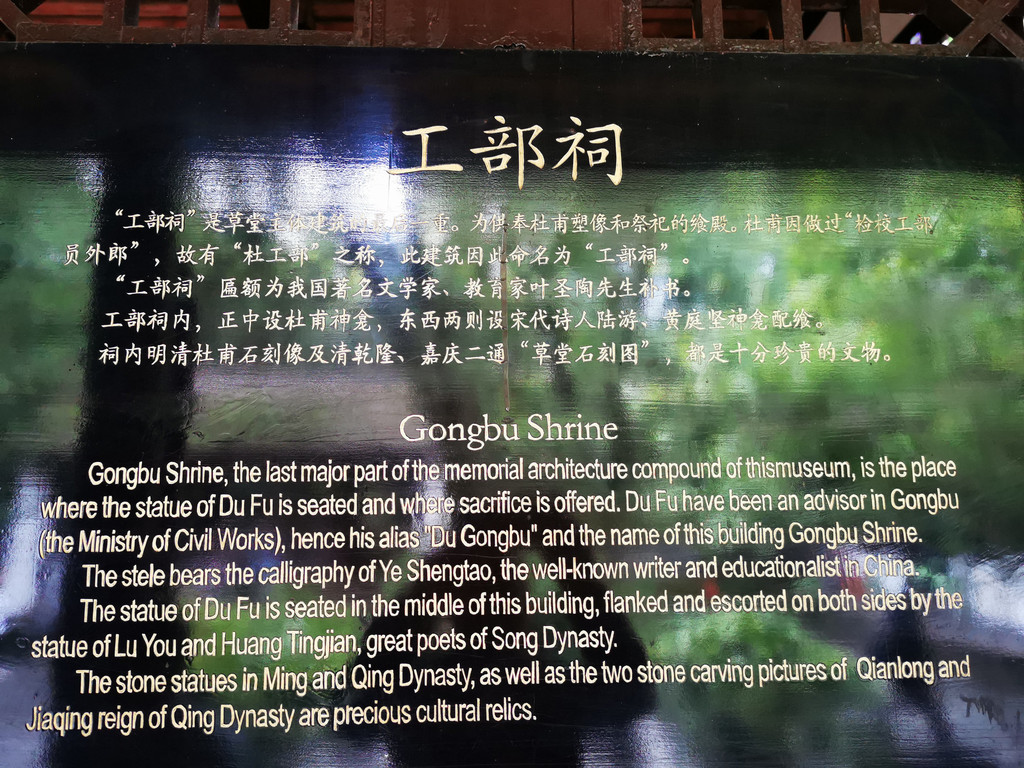 工部祠
“工部祠”是草堂主体建筑的最后一重。为供奉杜甫塑像和祭祀的飨殿。杜甫因做过“检校工部
员外郎”，故有“杜工部”之称，此建筑因此命名为“工部祠”。
“工部祠”匾额为我国著名文学家、教育家叶圣陶先生补书。
工部祠内，正中设杜甫神龛，东西两则设宋代诗人陆游、黄庭坚神龛配飨。
祠内明清杜甫石刻像及清乾隆、嘉庆二通“草堂石刻图”，都是十分珍贵的文物。
Gongbu Shrine
Gongbu Shrine, the last major part of the memorial architecture compound of thismuseum, is the place
where the statue of Du Fu is seated and where sacrifice is offered. Du Fu have been an advisor in Gongbu
(the Ministry of Civil Works), hence his alias "Du Gongbu" and the name of this building Gongbu Shrine.
The stele bears the calligraphy of Ye Shengtao, the well-known writer and educationalist in China.
The statue of Du Fu is seated in the middle of this building, flanked and escorted on both sides by the
statue of Lu You and Huang Tingjian, great poets of Song Dynasty.
The stone statues in Ming and Qing Dynasty, as well as the two stone carving pictures of Qianlong and
Jiaqing reign of Qing Dynasty are precious cultural relics.